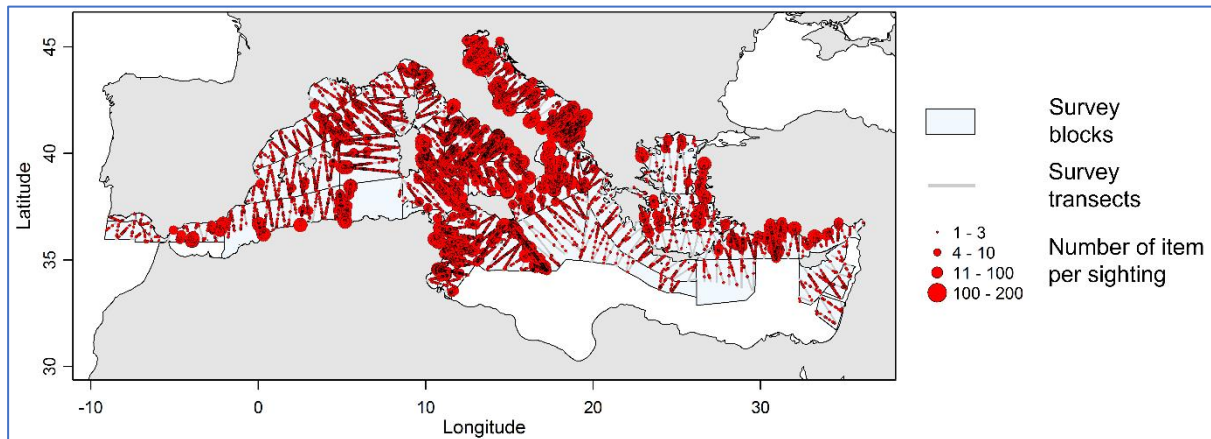 45
40
35
30
Latitude
-10 0 10 20 30
Longitude
Survey
blocks
Survey
transects
1 - 3
4 - 10
11 - 100
100 - 200
Number of item
per sighting